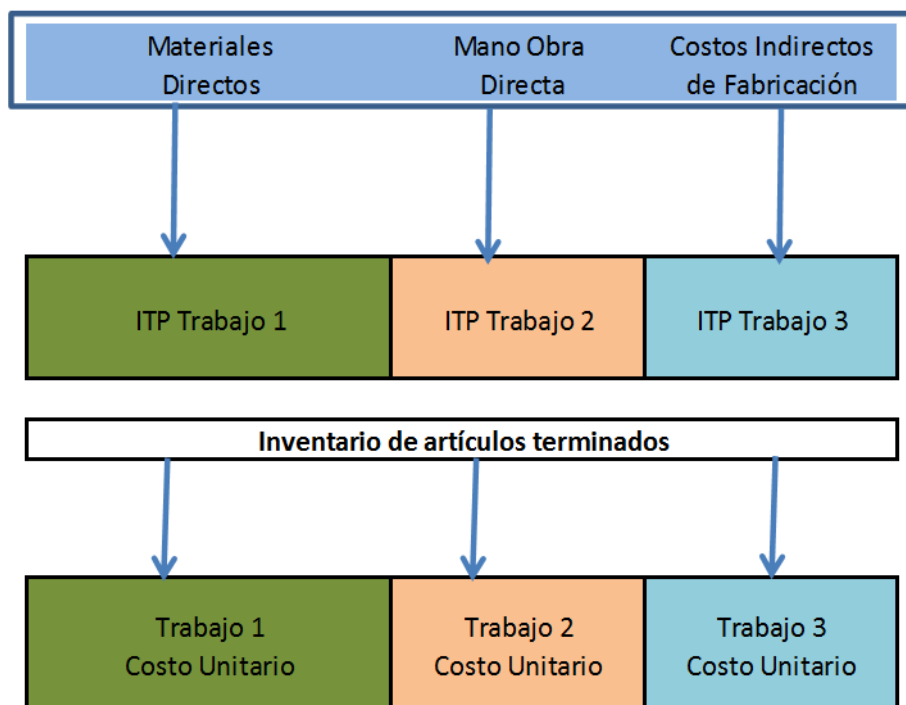 Materiales
Directos
Mano Obra
Directa
Costos Indirectos
de Fabricación
ITP Trabajo 1
ITP Trabajo 2
ITP Trabajo 3
Inventario de artículos terminados
Trabajo 1
Costo Unitario
Trabajo 2
Costo Unitario
Trabajo 3
Costo Unitario